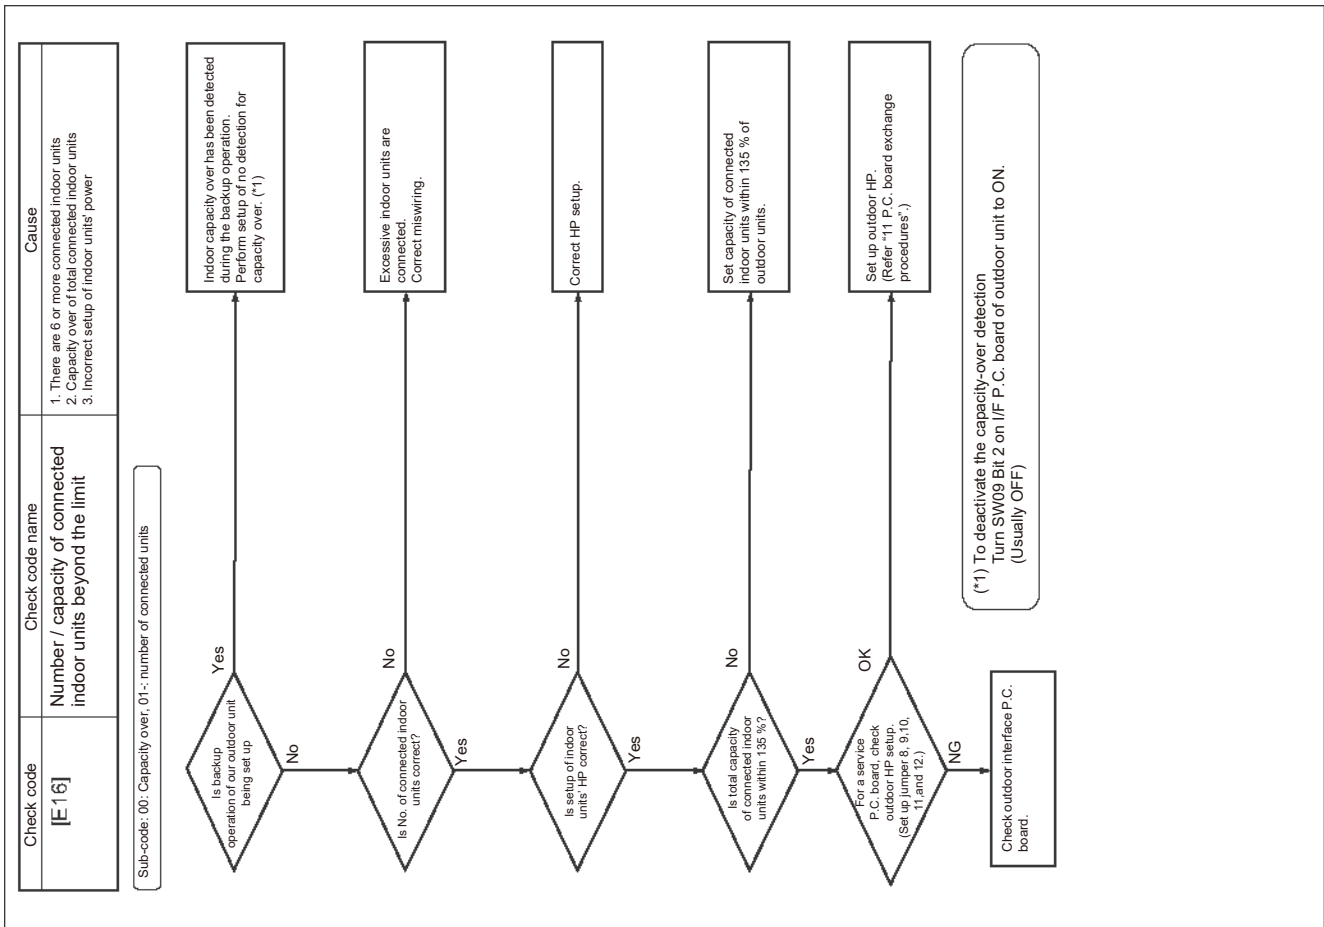 Check code
Check code name
Cause
[E16]
Number / capacity of connected
indoor units beyond the limit
1. There are 6 or more connected indoor units
2. Capacity over of total connected indoor units
3. Incorrect setup of indoor units' power
Sub-code: 00: Capacity over, 01-: number of connected units
Is backup
operation of our outdoor unit
being set up
Yes
Indoor capacity over has been detected
during the backup operation.
Perform setup of no detection for
capacity over. (*1)
No
Is No. of connected indoor
units correct?
No
Excessive indoor units are
connected.
Correct miswiring.
Yes
Is setup of indoor
units' HP correct?
No
Correct HP setup.
Yes
Is total capacity
of connected indoor
units within 135 %?
No
Set capacity of connected
indoor units within 135 % of
outdoor units.
Yes
For a service
P.C. board, check
outdoor HP setup.
(Set up jumper 8, 9.10,
11,and 12,)
OK
Set up outdoor HP.
(Refer "11 P.C. board exchange
procedures".)
NG
Check outdoor interface P.C.
board.
(*1) To deactivate the capacity-over detection
Turn SW09 Bit 2 on I/F P.C. board of outdoor unit to ON.
(Usually OFF)